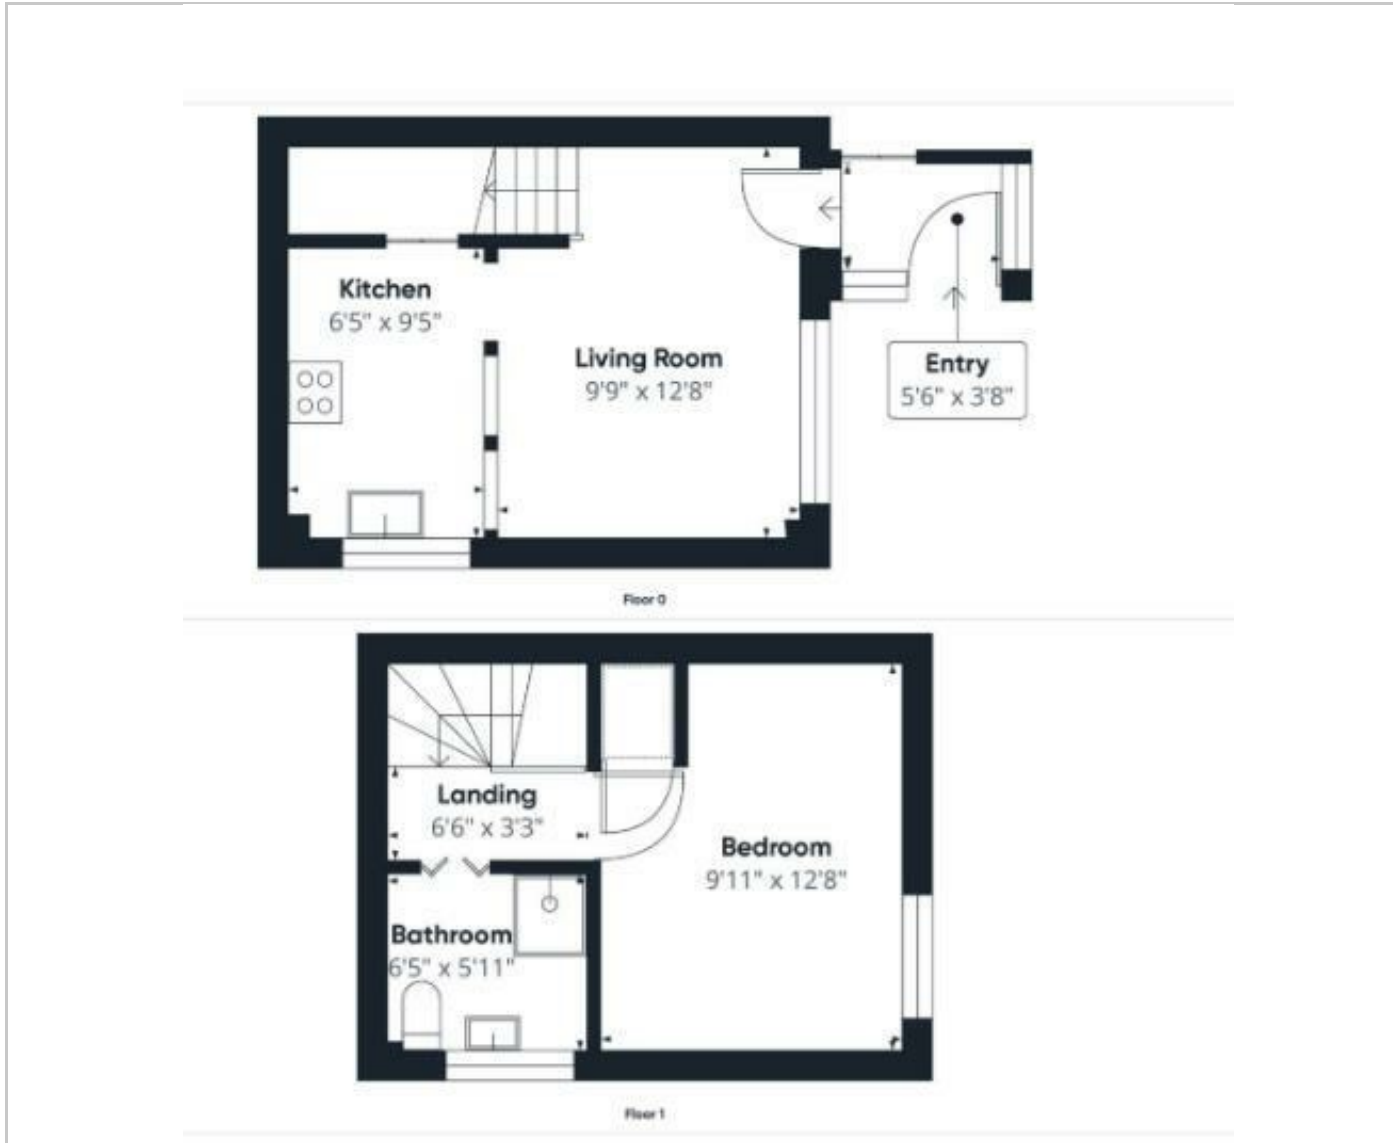 Kitchen
6'5" x 9'5"
Living Room
9'9" x 12'8"
Entry
5'6" x 3'8"
Floor 0
Landing
6'6" x 3'3"
Bedroom
9'11" x 12'8"
Bathroom
6'5" x 5'11"
Floor 1